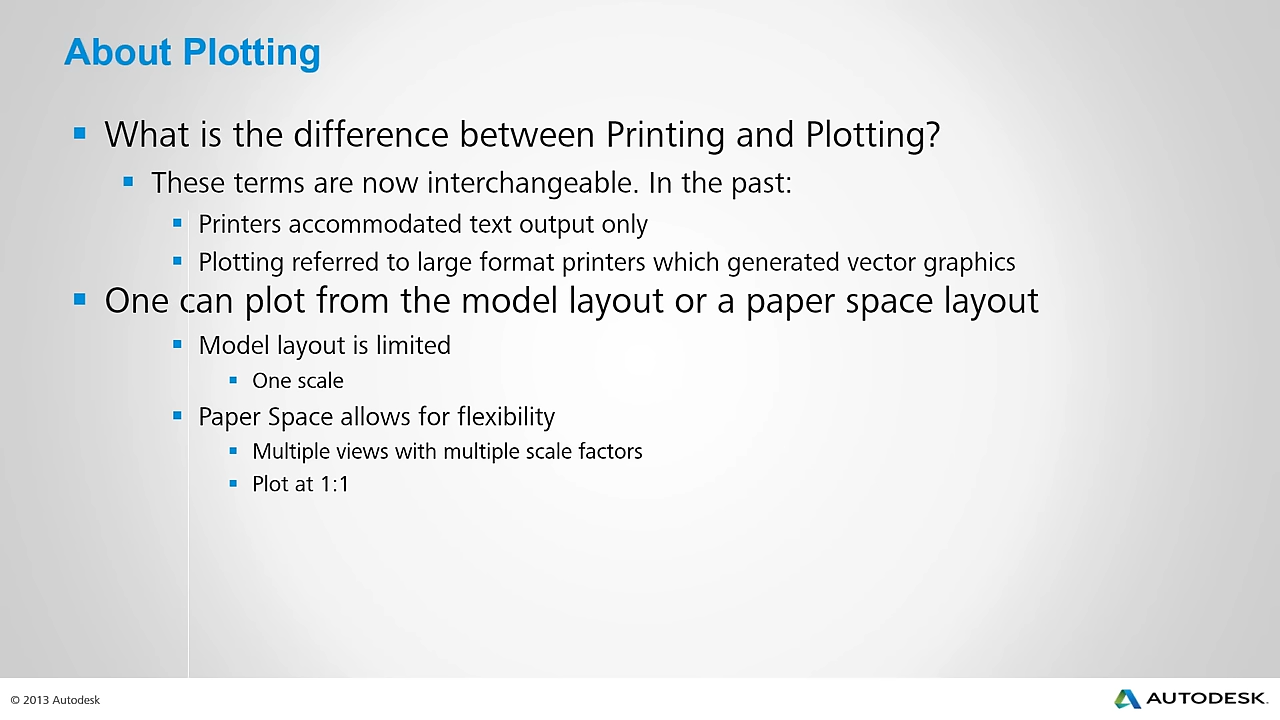 About Plotting
What is the difference between Printing and Plotting?
These terms are now interchangeable. In the past:
Printers accommodated text output only
Plotting referred to large format printers which generated vector graphics
One can plot from the model layout or a paper space layout
Model layout is limited
One scale
Paper Space allows for flexibility
Multiple views with multiple scale factors
Plot at 1:1
© 2013 Autodesk
AUTODESK.